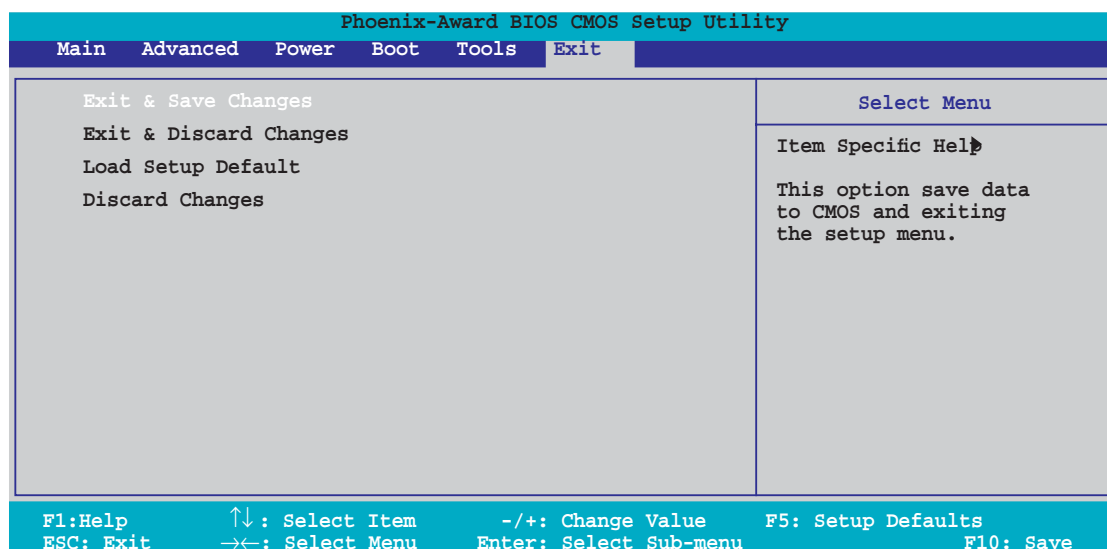 Phoenix-Award BIOS CMOS Setup Utility
Main Advanced Power Boot Tools Exit
Exit & Save Changes
Exit & Discard Changes
Load Setup Default
Discard Changes
Select Menu
Item Specific Help
This option save data
to CMOS and exiting
the setup menu.
F1:Help ↑↓: Select Item -/+: Change Value F5: Setup Defaults
ESC: Exit →←: Select Menu Enter: Select Sub-menu F10: Save